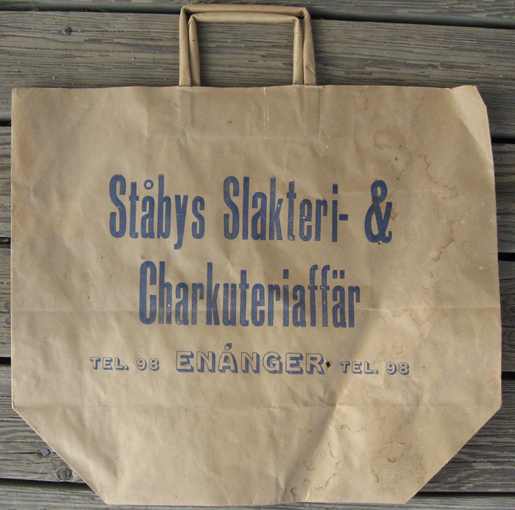 Ståbys Slakteri- &
Charkuteriaffär
TEL. 98 ENÅNGER TEL. 98